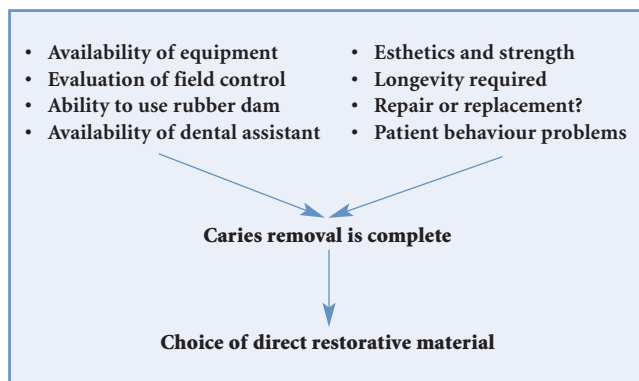 • Availability of equipment
• Evaluation of field control
• Ability to use rubber dam
• Availability of dental assistant
• Esthetics and strength
• Longevity required
• Repair or replacement?
• Patient behaviour problems
Caries removal is complete
Choice of direct restorative material